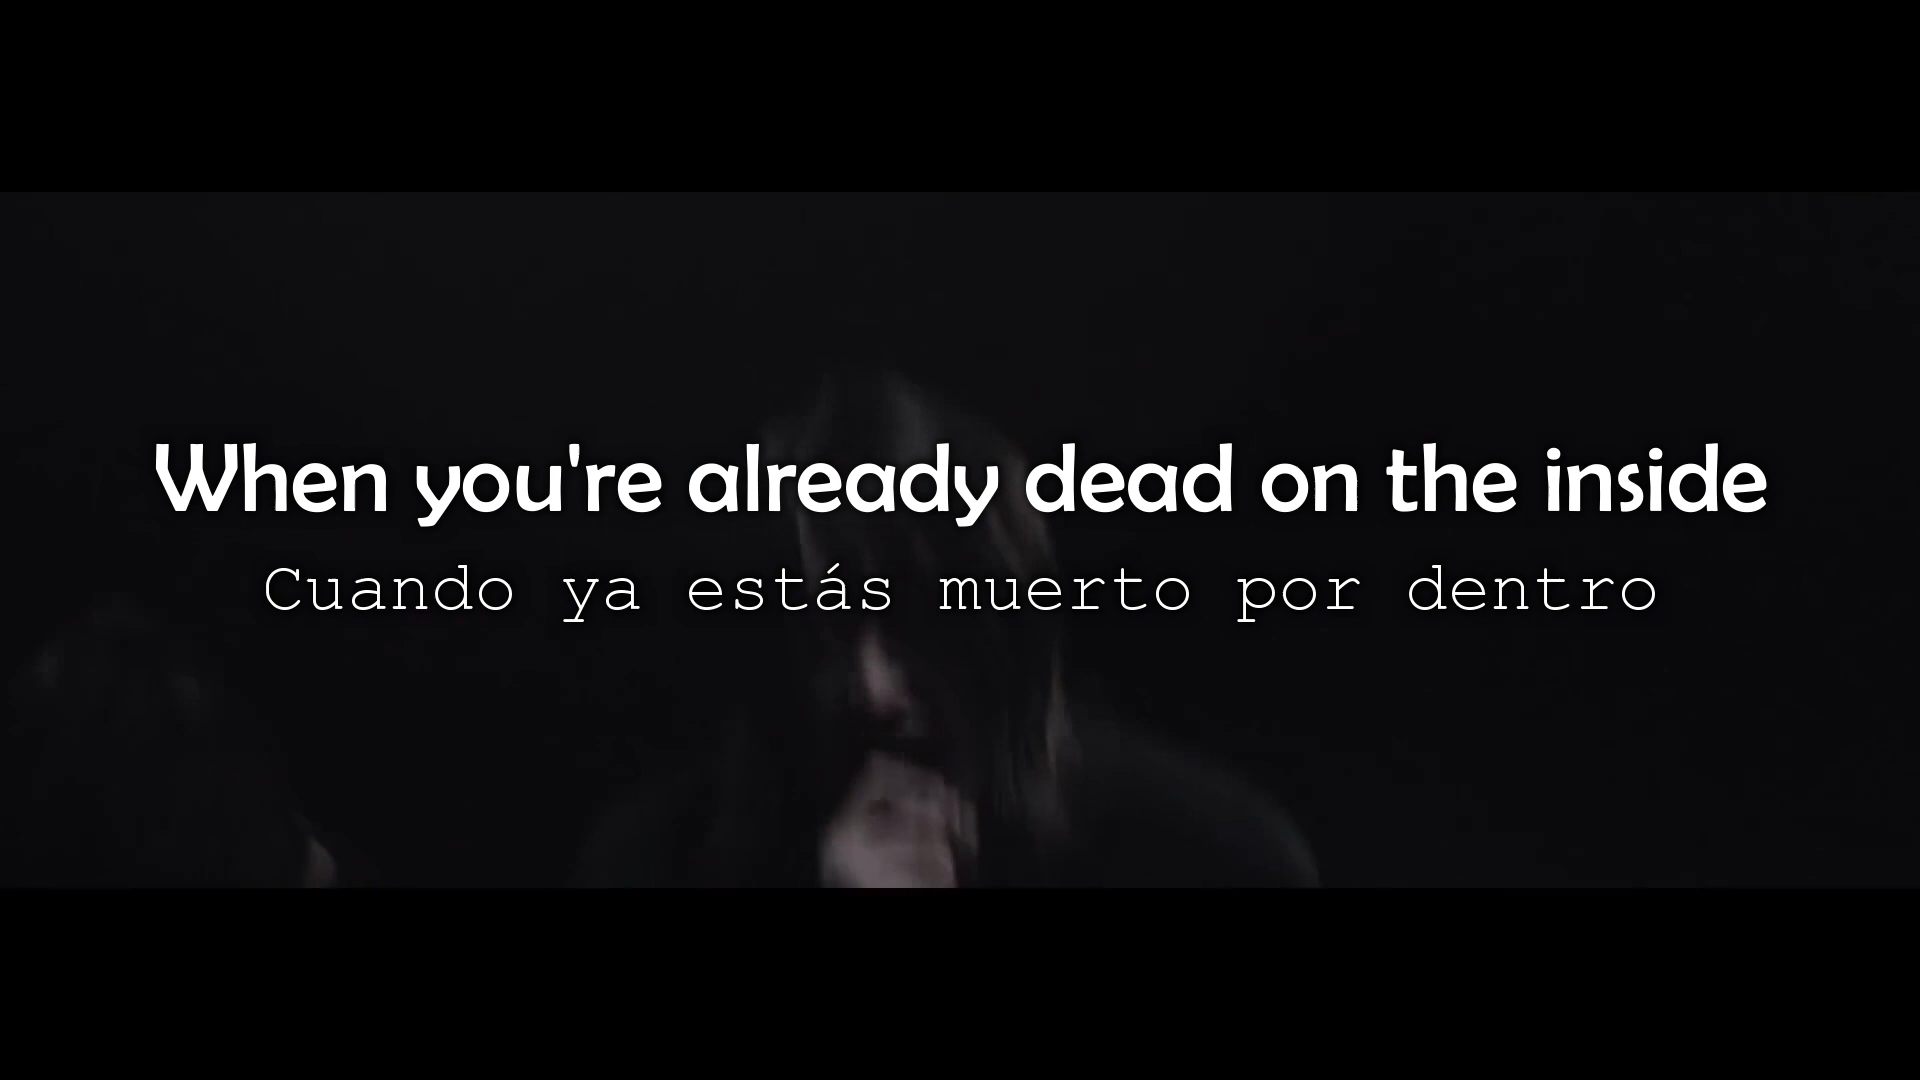 When you're already dead on the inside
Cuando ya estás muerto por dentro